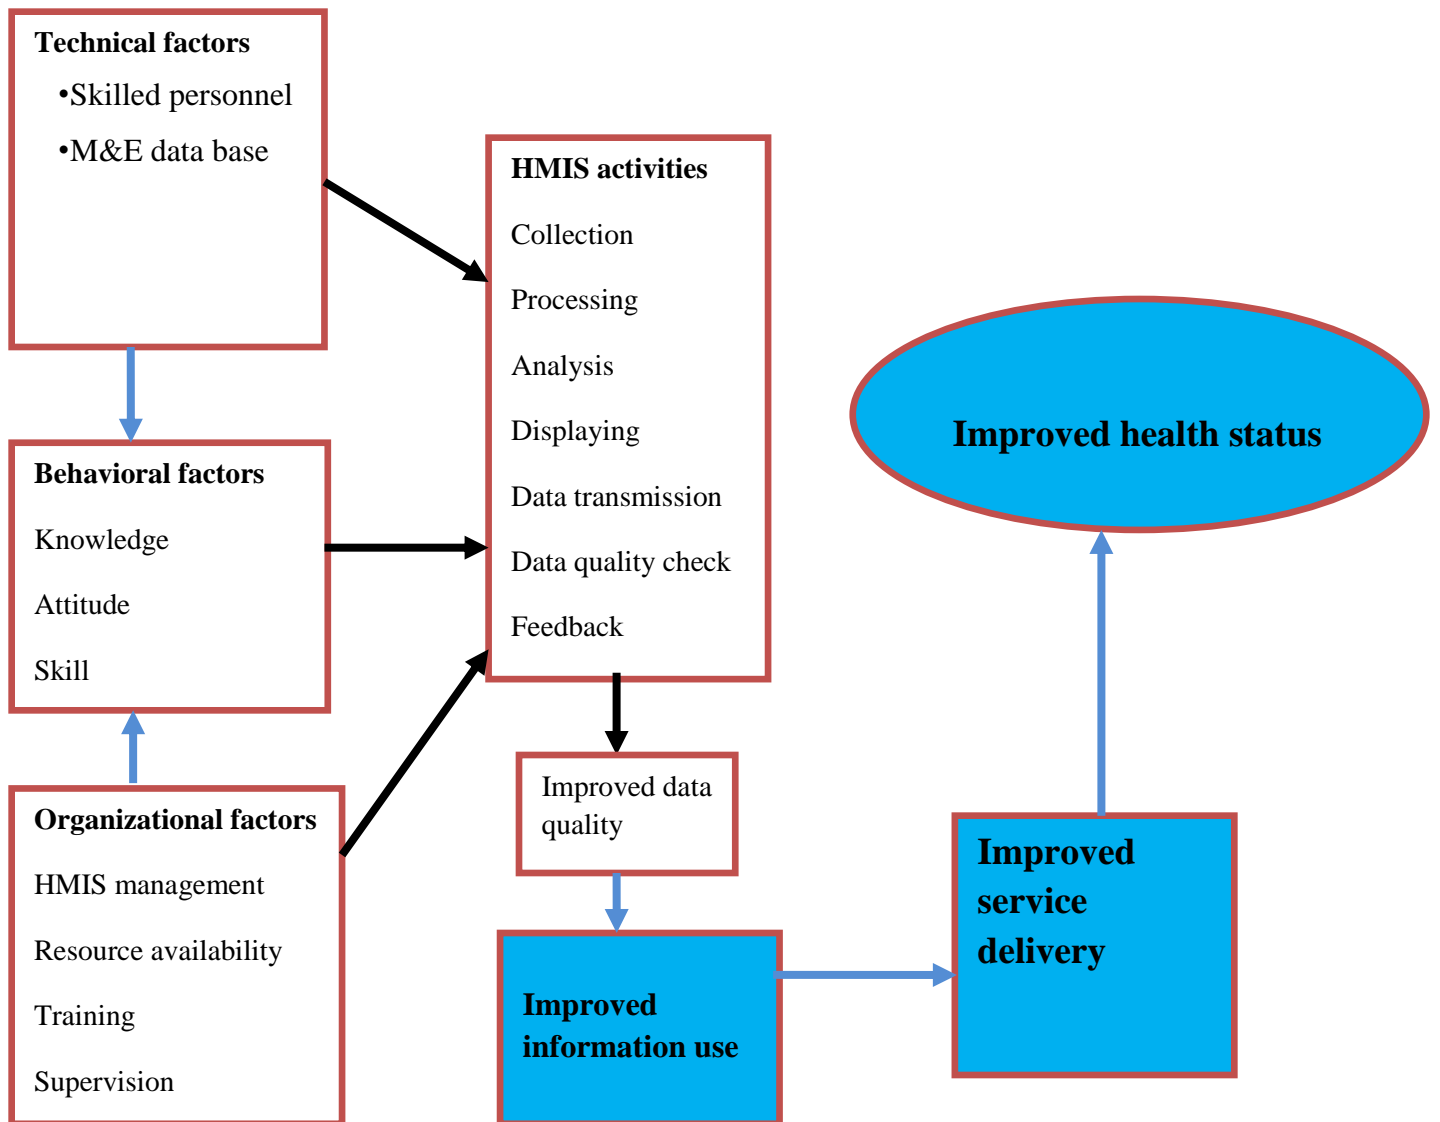 Technical factors
•Skilled personnel
•M&E data base
Behavioral factors
Knowledge
Attitude
Skill
Organizational factors
HMIS management
Resource availability
Training
Supervision
HMIS activities
Collection
Processing
Analysis
Displaying
Data transmission
Data quality check
Feedback
Improved data
quality
Improved
information use
Improved
service
delivery
Improved health status